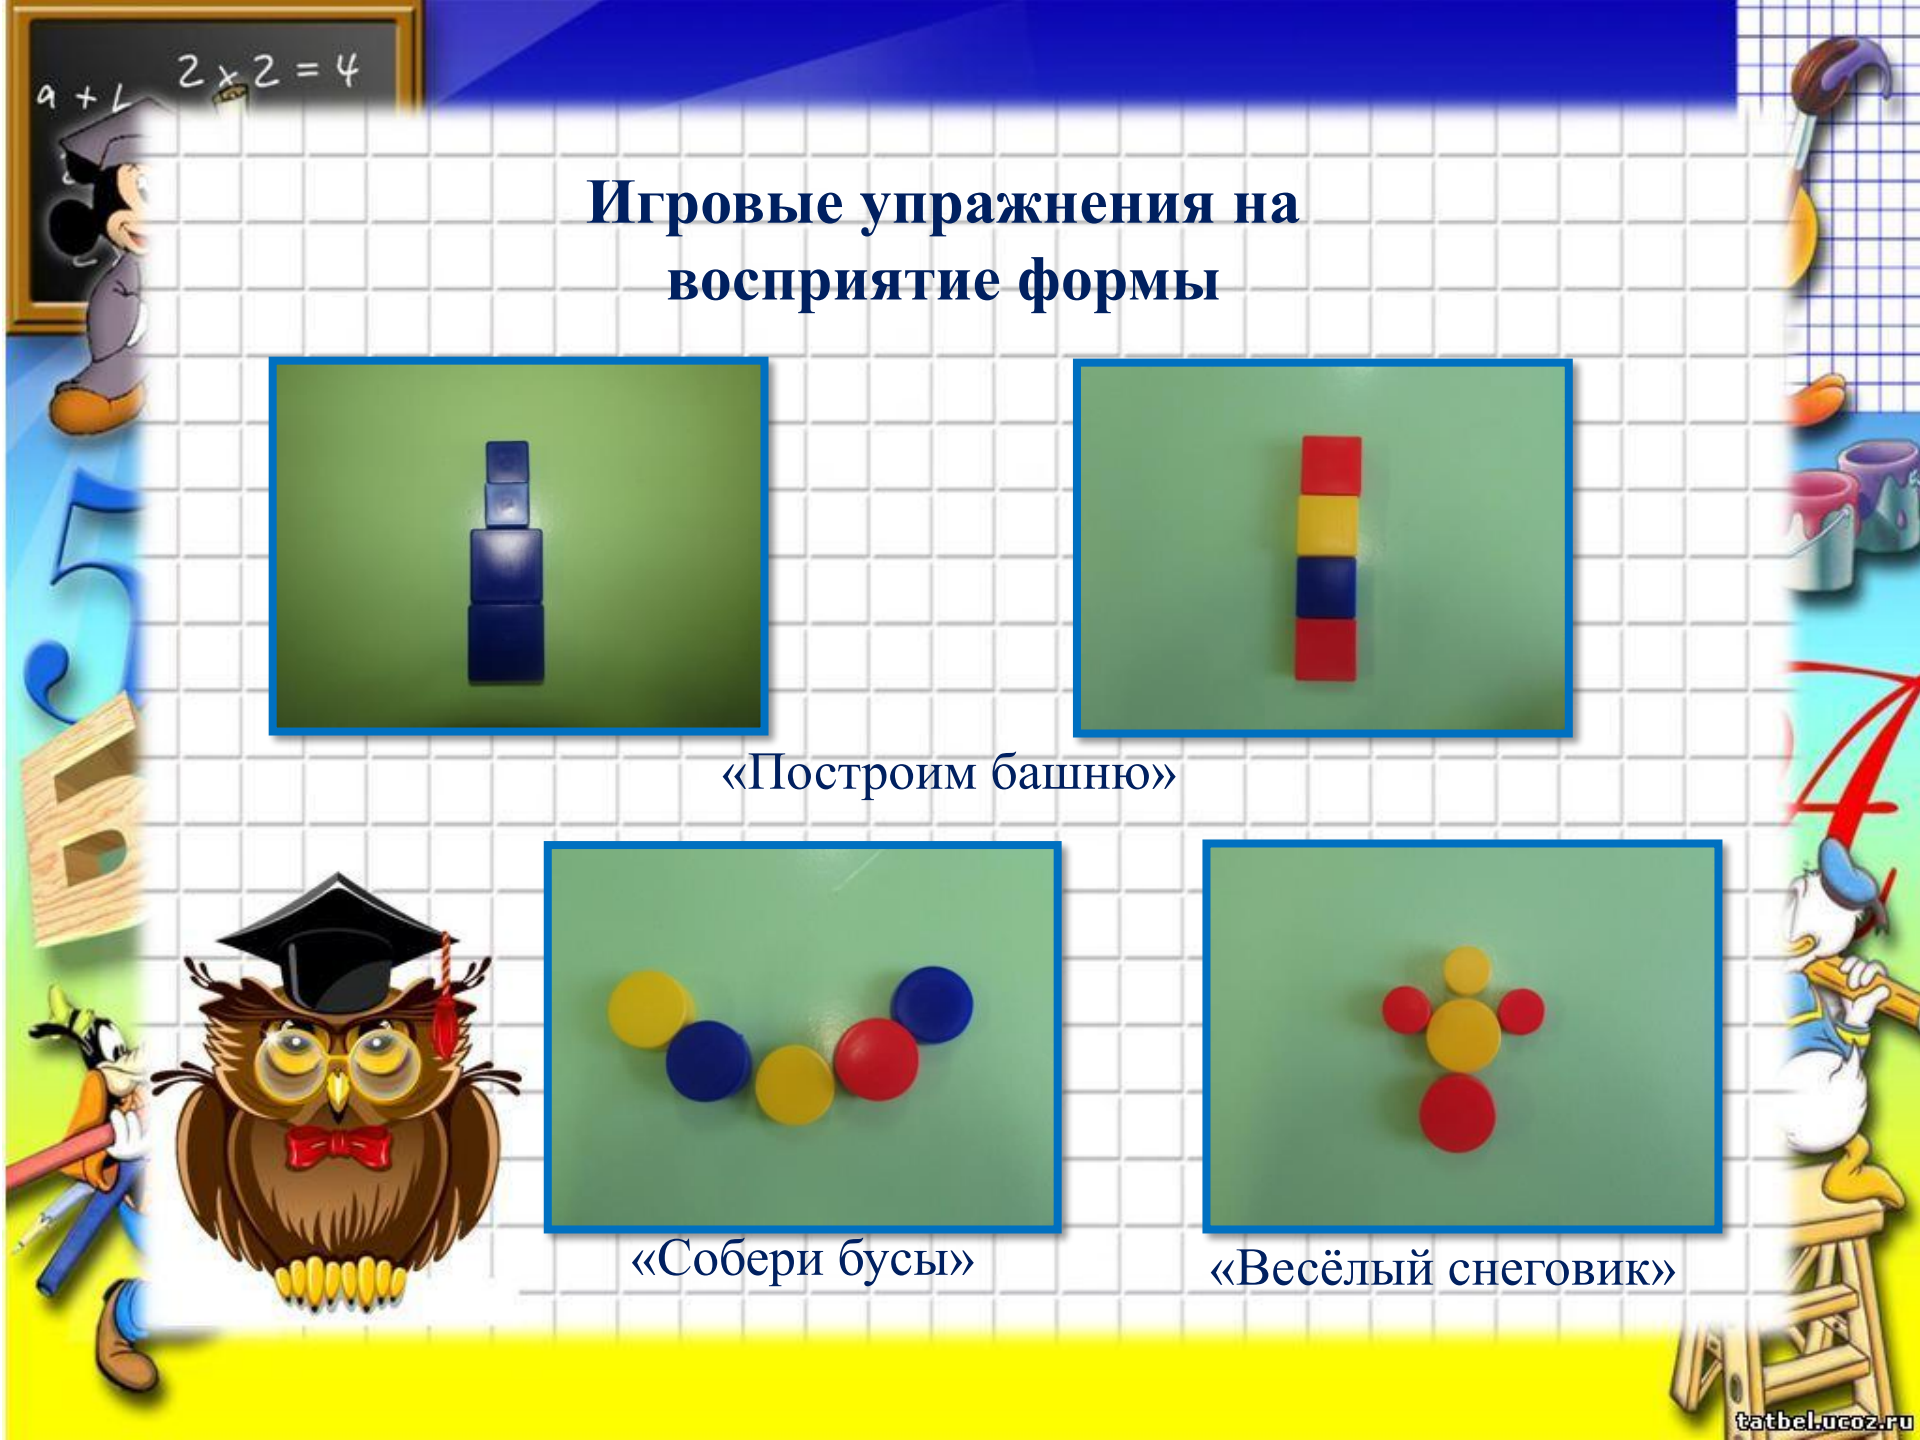 2 x 2 = 4
Игровые упражнения на
восприятие формы
«Построим башню»
«Собери бусы»
«Весёлый снеговик»
tatbel.ucoz.ru